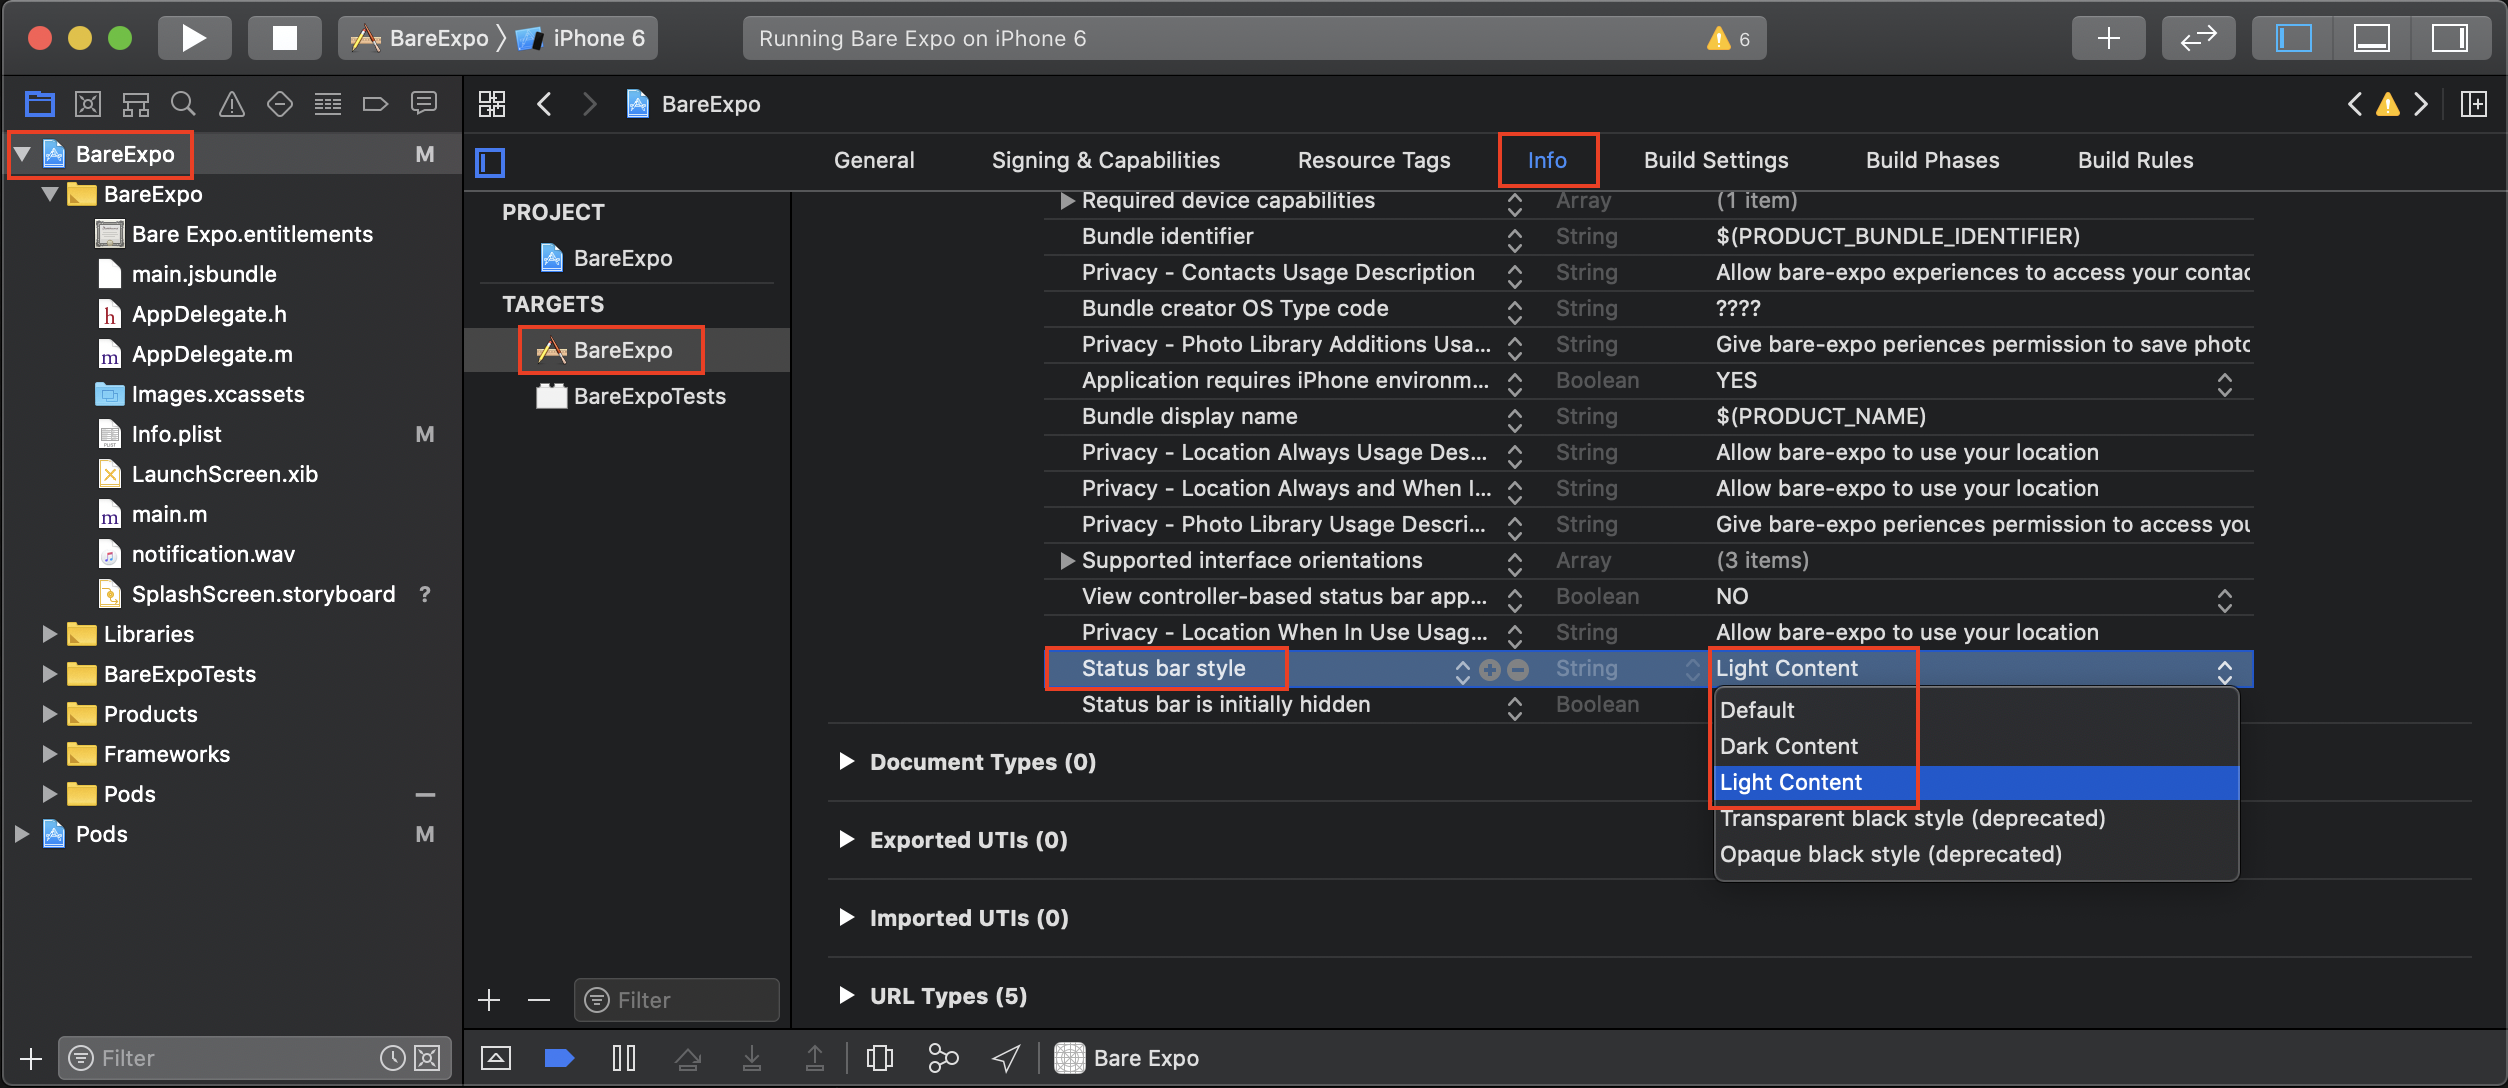 BareExpo 〉 iPhone 6
Running Bare Expo on iPhone 6
6
BareExpo
BareExpo M
BareExpo
Bare Expo.entitlements
main.jsbundle
AppDelegate.h
AppDelegate.m
Images.xcassets
Info.plist M
LaunchScreen.xib
main.m
notification.wav
SplashScreen.storyboard ?
Libraries
BareExpoTests
Products
Frameworks
Pods
Pods M
Filter
General Signing & Capabilities Resource Tags Info Build Settings Build Phases Build Rules
PROJECT
BareExpo
TARGETS
BareExpo
BareExpoTests
Filter
Required device capabilities Array (1 item)
Bundle identifier String $(PRODUCT_BUNDLE_IDENTIFIER)
Privacy - Contacts Usage Description String Allow bare-expo experiences to access your contac
Bundle creator OS Type code String ????
Privacy - Photo Library Additions Usa... String Give bare-expo periences permission to save photo
Application requires iPhone environm... Boolean YES
Bundle display name String $(PRODUCT_NAME)
Privacy - Location Always Usage Des... String Allow bare-expo to use your location
Privacy - Location Always and When I... String Allow bare-expo to use your location
Privacy - Photo Library Usage Descri... String Give bare-expo periences permission to access you
Supported interface orientations Array (3 items)
View controller-based status bar app... Boolean NO
Privacy - Location When In Use Usag... String Allow bare-expo to use your location
Status bar style String Light Content
Status bar is initially hidden Boolean
Default
Dark Content
Light Content
Transparent black style (deprecated)
Opaque black style (deprecated)
Document Types (0)
Exported UTIs (0)
Imported UTIs (0)
URL Types (5)
Bare Expo